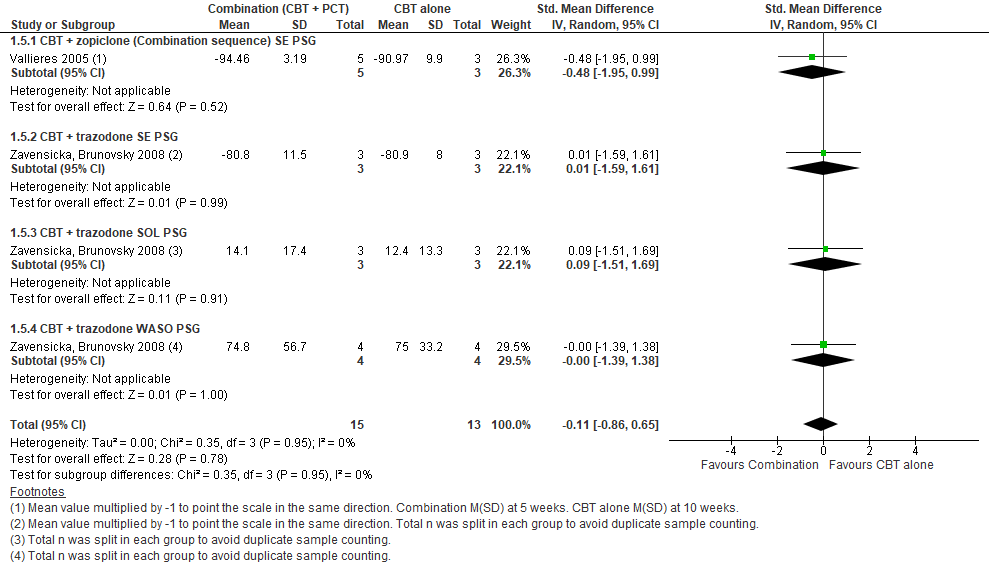 Combination (CBT + PCT) CBT alone Std. Mean Difference Std. Mean Difference
Study or Subgroup Mean SD Total Mean SD Total Weight IV, Random, 95% CI IV, Random, 95% CI
1.5.1 CBT + zopiclone (Combination sequence) SE PSG
Vallieres 2005 (1) -94.46 3.19 5 -90.97 9.9 3 26.3% -0.48 [-1.95, 0.99]
Subtotal (95% CI) 5 3 26.3% -0.48 [-1.95, 0.99]
Heterogeneity: Not applicable
Test for overall effect: Z = 0.64 (P = 0.52)
1.5.2 CBT + trazodone SE PSG
Zavensicka, Brunovsky 2008 (2) -80.8 11.5 3 -80.9 8 3 22.1% 0.01 [-1.59, 1.61]
Subtotal (95% CI) 3 3 22.1% 0.01 [-1.59, 1.61]
Heterogeneity: Not applicable
Test for overall effect: Z = 0.01 (P = 0.99)
1.5.3 CBT + trazodone SOL PSG
Zavensicka, Brunovsky 2008 (3) 14.1 17.4 3 12.4 13.3 3 22.1% 0.09 [-1.51, 1.69]
Subtotal (95% CI) 3 3 22.1% 0.09 [-1.51, 1.69]
Heterogeneity: Not applicable
Test for overall effect: Z = 0.11 (P = 0.91)
1.5.4 CBT + trazodone WASO PSG
Zavensicka, Brunovsky 2008 (4) 74.8 56.7 4 75 33.2 4 29.5% -0.00 [-1.39, 1.38]
Subtotal (95% CI) 4 4 29.5% -0.00 [-1.39, 1.38]
Heterogeneity: Not applicable
Test for overall effect: Z = 0.01 (P = 1.00)
Total (95% CI) 15 13 100.0% -0.11 [-0.86, 0.65]
Heterogeneity: Tau² = 0.00; Chi² = 0.35, df = 3 (P = 0.95); I² = 0%
Test for overall effect: Z = 0.28 (P = 0.78)
Test for subgroup differences: Chi² = 0.35, df = 3 (P = 0.95), I² = 0%
-4 -2 0 2 4
Favours Combination Favours CBT alone
Footnotes
(1) Mean value multiplied by -1 to point the scale in the same direction. Combination M(SD) at 5 weeks. CBT alone M(SD) at 10 weeks.
(2) Mean value multiplied by -1 to point the scale in the same direction. Total n was split in each group to avoid duplicate sample counting.
(3) Total n was split in each group to avoid duplicate sample counting.
(4) Total n was split in each group to avoid duplicate sample counting.